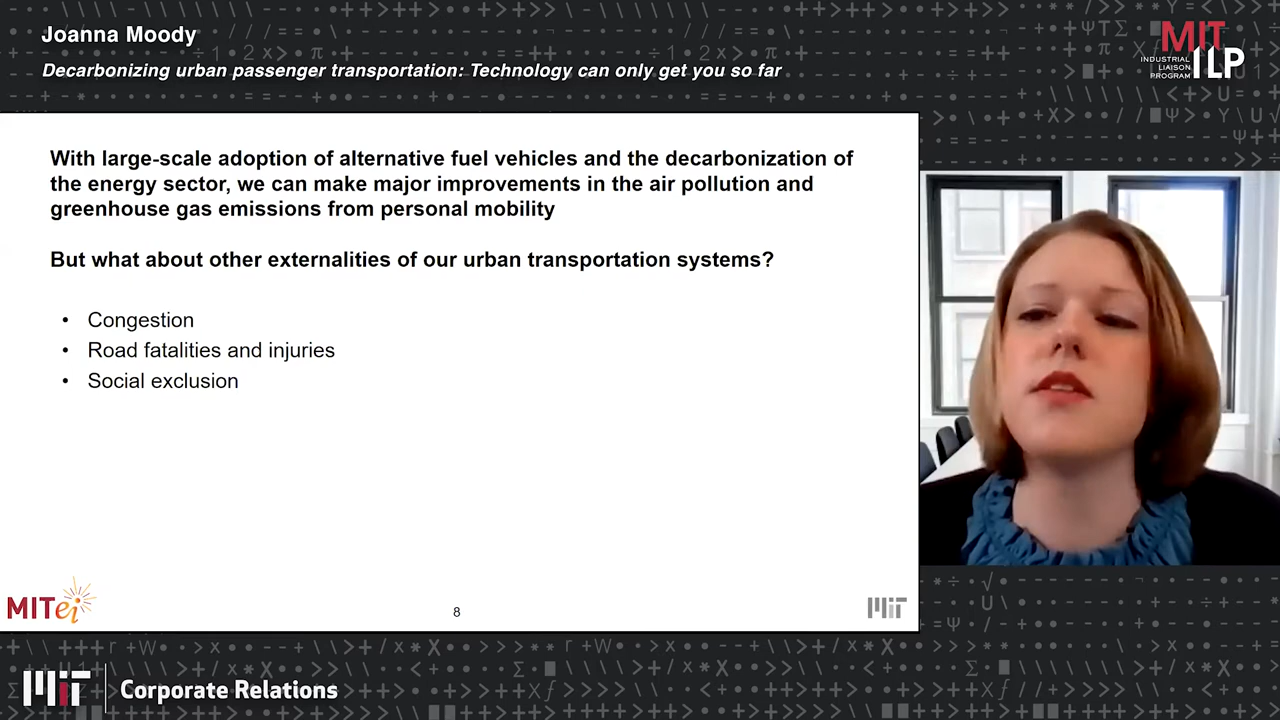 Joanna Moody
Decarbonizing urban passenger transportation: Technology can only get you so far
MIT
INDUSTRIAL
LIAISON
PROGRAM
ILP
With large-scale adoption of alternative fuel vehicles and the decarbonization of
the energy sector, we can make major improvements in the air pollution and
greenhouse gas emissions from personal mobility
But what about other externalities of our urban transportation systems?
• Congestion
• Road fatalities and injuries
• Social exclusion
MITei
8
MIT
MIT
Corporate Relations